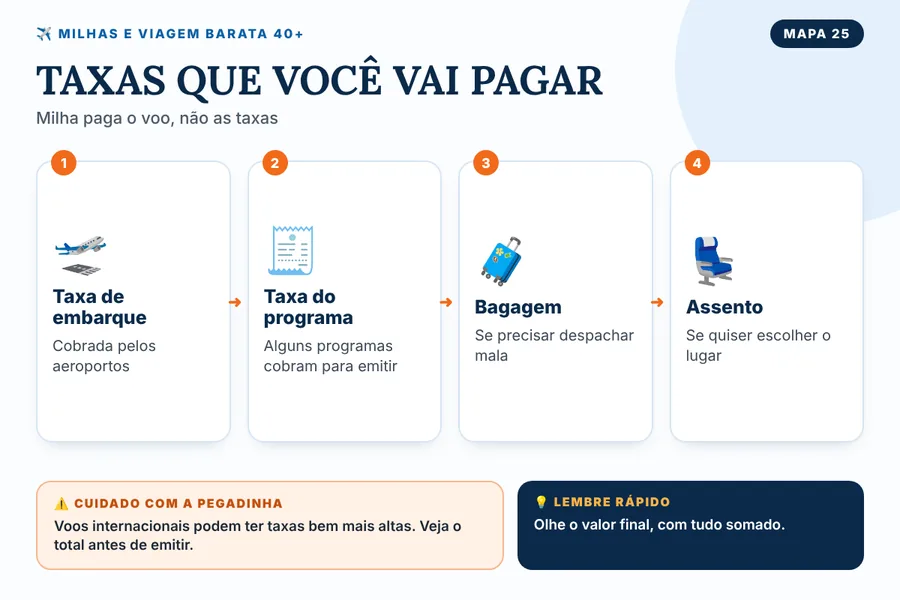 ✈️ MILHAS E VIAGEM BARATA 40+
MAPA 25
TAXAS QUE VOCÊ VAI PAGAR
Milha paga o voo, não as taxas
1
Taxa de
embarque
Cobrada pelos
aeroportos
2
Taxa do
programa
Alguns programas
cobram para emitir
3
Bagagem
Se precisar despachar
mala
4
Assento
Se quiser escolher o
lugar
⚠️ CUIDADO COM A PEGADINHA
Voos internacionais podem ter taxas bem mais altas. Veja o
total antes de emitir.
💡 LEMBRE RÁPIDO
Olhe o valor final, com tudo somado.